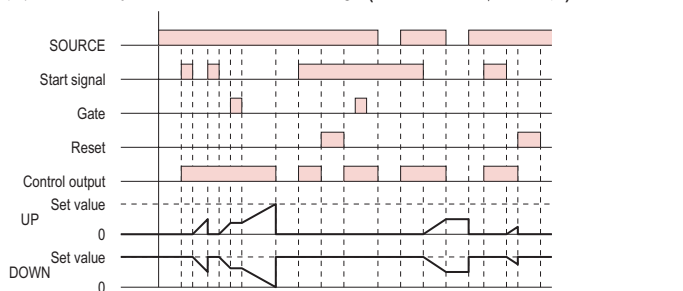 SOURCE
Start signal
Gate
Reset
Control output
Set value
UP
0
Set value
DOWN
0